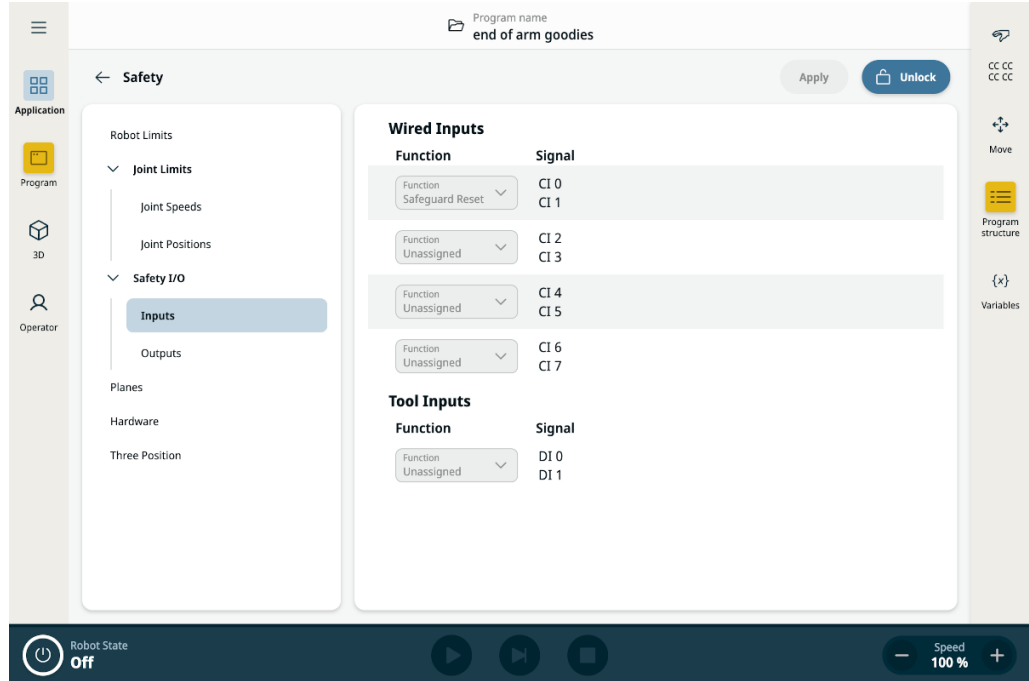 Program name
end of arm goodies
CC CC
CC CC
Safety
Apply
Unlock
Application
Program
3D
Operator
Robot Limits
Joint Limits
Joint Speeds
Joint Positions
Safety I/O
Inputs
Outputs
Planes
Hardware
Three Position
Wired Inputs
Function Signal
Function
Safeguard Reset
CI 0
CI 1
Function
Unassigned
CI 2
CI 3
Function
Unassigned
CI 4
CI 5
Function
Unassigned
CI 6
CI 7
Tool Inputs
Function Signal
Function
Unassigned
DI 0
DI 1
Move
Program
structure
{x}
Variables
Robot State
Off
Speed
100 %